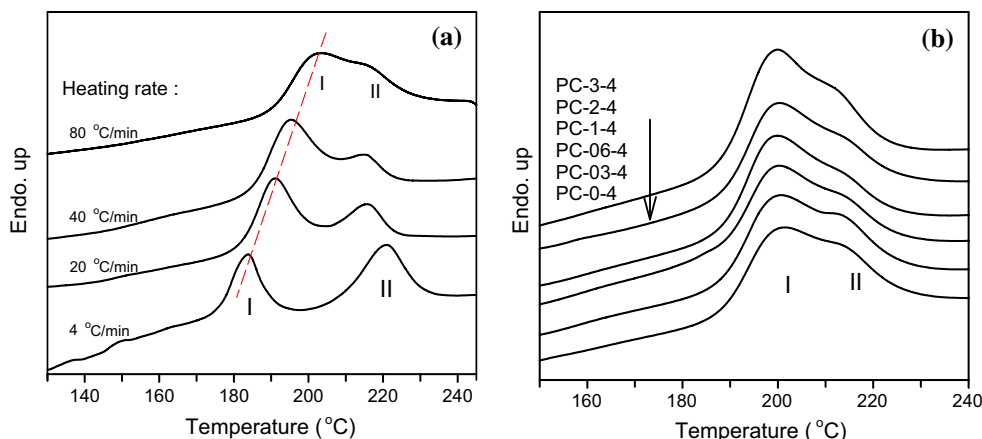 (a)
I
II
Heating rate :
80 °C/min
40 °C/min
20 °C/min
4 °C/min
I
II
Endo. up
140 160 180 200 220 240
Temperature ( °C)
(b)
PC-3-4
PC-2-4
PC-1-4
PC-06-4
PC-03-4
PC-0-4
I
II
Endo. up
160 180 200 220 240
Temperature ( °C)